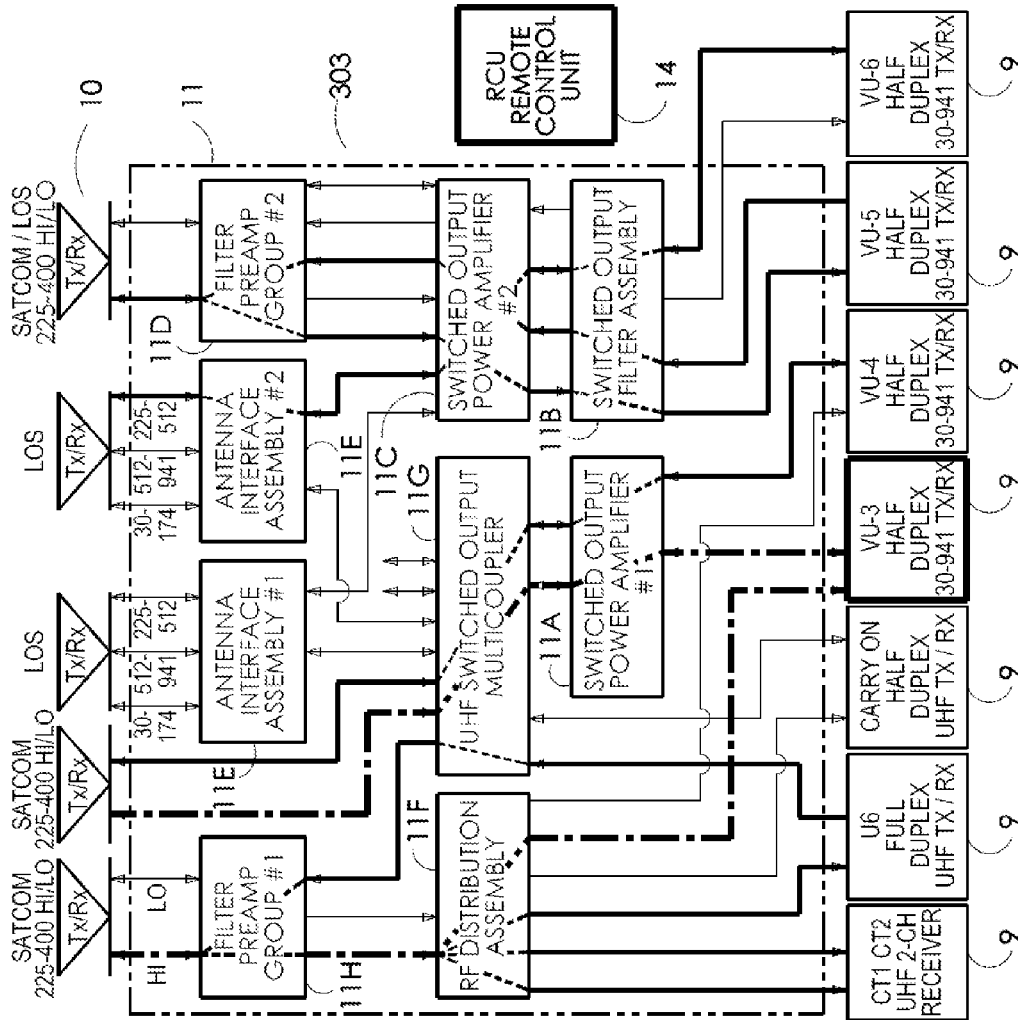 SATCOM
225-400 HI/LO
Tx/Rx
SATCOM
225-400 HI/LO
Tx/Rx
LOS
Tx/Rx
LOS
Tx/Rx
SATCOM / LOS
225-400 HI/LO
Tx/Rx
10
HI
LO
30-
174
512-
941
225-
512
30-
174
512-
941
225-
512
11
303
FILTER
PREAMP
GROUP #1
11H
ANTENNA
INTERFACE
ASSEMBLY #1
11E
ANTENNA
INTERFACE
ASSEMBLY #2
11E
FILTER
PREAMP
GROUP #2
11D
RCU
REMOTE
CONTROL
UNIT
14
RF DISTRIBUTION
ASSEMBLY
11F
UHF SWITCHED OUTPUT
MULTICOUPLER
11G
SWITCHED OUTPUT
POWER AMPLIFIER
#2
11C
SWITCHED OUTPUT
POWER AMPLIFIER
#1
11A
SWITCHED OUTPUT
FILTER ASSEMBLY
11B
CT1 CT2
UHF 2-CH
RECEIVER
9
U6
FULL
DUPLEX
UHF TX / RX
9
CARRY ON
HALF
DUPLEX
UHF TX / RX
9
VU-3
HALF
DUPLEX
30-941 TX/RX
9
VU-4
HALF
DUPLEX
30-941 TX/RX
9
VU-5
HALF
DUPLEX
30-941 TX/RX
9
VU-6
HALF
DUPLEX
30-941 TX/RX
9